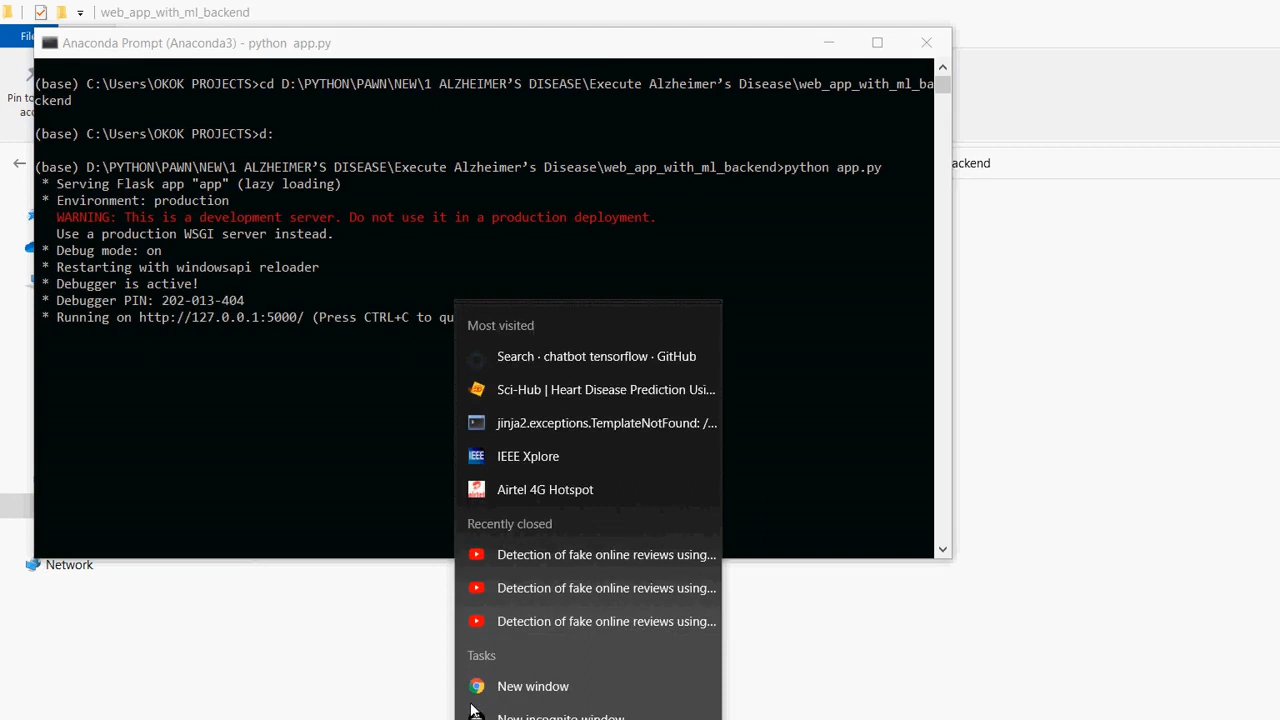 web_app_with_ml_backend
Fil
Anaconda Prompt (Anaconda3) - python  app.py
Pin to
acc
(base) C:\Users\OKOK PROJECTS>cd D:\PYTHON\PAWN\NEW\1 ALZHEIMER’S DISEASE\Execute Alzheimer’s Disease\web_app_with_ml_ba
ckend
(base) C:\Users\OKOK PROJECTS>d:
(base) D:\PYTHON\PAWN\NEW\1 ALZHEIMER’S DISEASE\Execute Alzheimer’s Disease\web_app_with_ml_backend>python app.py
* Serving Flask app "app" (lazy loading)
* Environment: production
WARNING: This is a development server. Do not use it in a production deployment.
Use a production WSGI server instead.
* Debug mode: on
* Restarting with windowsapi reloader
* Debugger is active!
* Debugger PIN: 202-013-404
* Running on http://127.0.0.1:5000/ (Press CTRL+C to qu
ackend
Most visited
Search · chatbot tensorflow · GitHub
Sci-Hub | Heart Disease Prediction Usi...
jinja2.exceptions.TemplateNotFound: /...
IEEE Xplore
Airtel 4G Hotspot
Recently closed
Detection of fake online reviews using...
Detection of fake online reviews using...
Detection of fake online reviews using...
Tasks
New window
New incognito window
Network